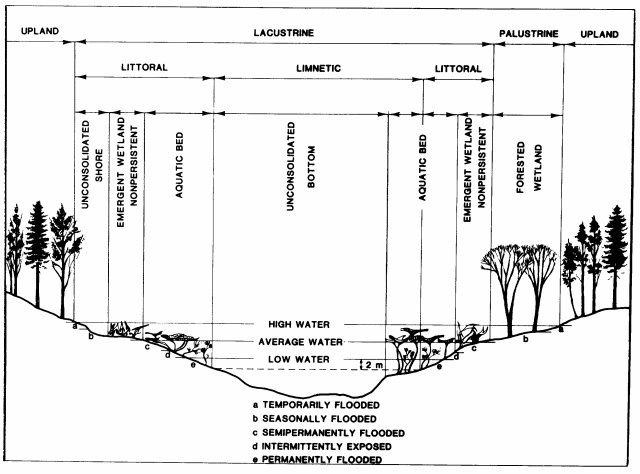 UPLAND LACUSTRINE PALUSTRINE UPLAND
LITTORAL LIMNETIC LITTORAL
UNCONSOLIDATED
SHORE
EMERGENT WETLAND
NONPERSISTENT
AQUATIC BED
UNCONSOLIDATED
BOTTOM
AQUATIC BED
EMERGENT WETLAND
NONPERSISTENT
FORESTED
WETLAND
HIGH WATER
AVERAGE WATER
LOW WATER
2 m
a b c d e
e d c b a
a TEMPORARILY FLOODED
b SEASONALLY FLOODED
c SEMIPERMANENTLY FLOODED
d INTERMITTENTLY EXPOSED
e PERMANENTLY FLOODED